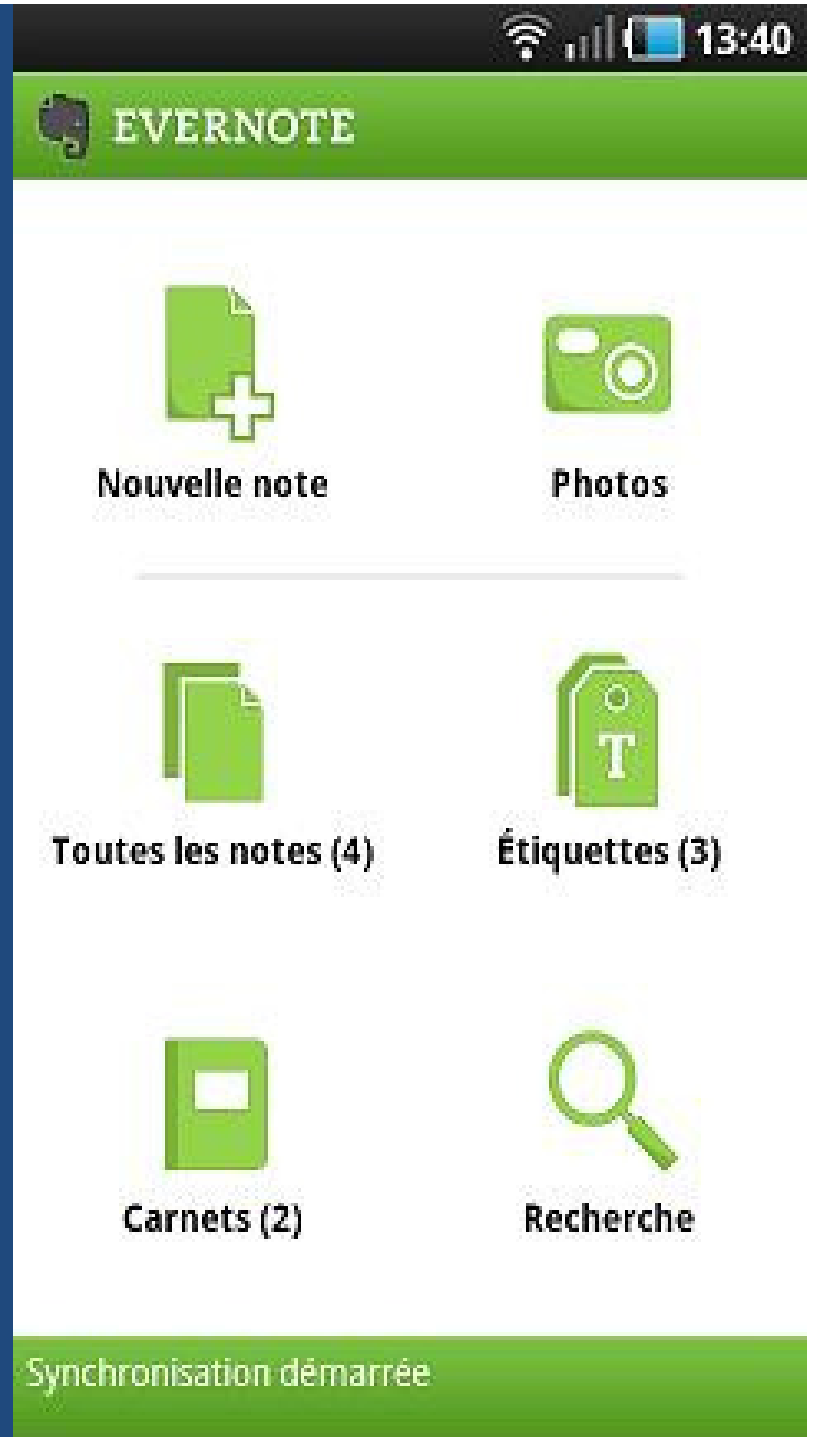 13:40
EVERNOTE
Nouvelle note
Photos
Toutes les notes (4)
T
Étiquettes (3)
Carnets (2)
Recherche
Synchronisation démarrée